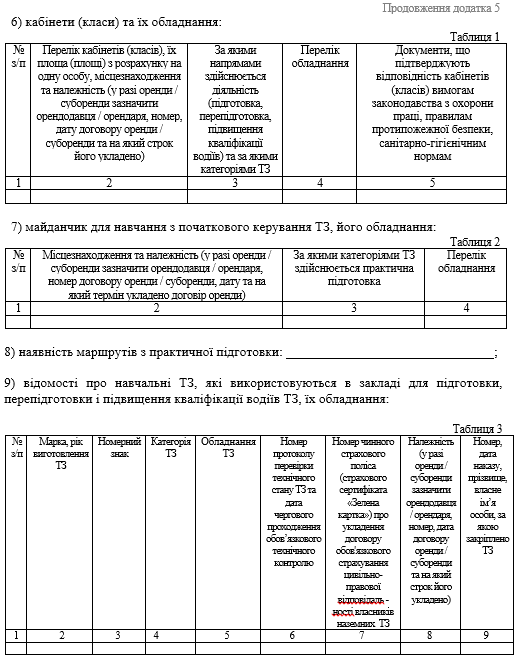 Продовження додатка 5
6) кабінети (класи) та їх обладнання:
Таблиця 1
№
з/п
Перелік кабінетів (класів), їх
площа (площі) з розрахунку на
одну особу, місцезнаходження
та належність (у разі оренди /
суборенди зазначити
орендодавця / орендаря, номер,
дату договору оренди /
суборенди та на який строк
його укладено)
За якими
напрямами
здійснюється
діяльність
(підготовка,
перепідготовка,
підвищення
кваліфікації
водіїв) та за якими
категоріями ТЗ
Перелік
обладнання
Документи, що
підтверджують
відповідність кабінетів
(класів) вимогам
законодавства з охорони
праці, правилам
протипожежної безпеки,
санітарно-гігієнічним
нормам
1 2 3 4 5
7) майданчик для навчання з початкового керування ТЗ, його обладнання:
Таблиця 2
№
з/п
Місцезнаходження та належність (у разі оренди /
суборенди зазначити орендодавця / орендаря,
номер договору оренди / суборенди, дату та на
який термін укладено договір оренди)
За якими категоріями ТЗ
здійснюється практична
підготовка
Перелік
обладнання
1 2 3 4
8) наявність маршрутів з практичної підготовки: ________________________________;
9) відомості про навчальні ТЗ, які використовуються в закладі для підготовки,
перепідготовки і підвищення кваліфікації водіїв ТЗ, їх обладнання:
Таблиця 3
№
з/п
Марка, рік
виготовлення
ТЗ
Номерний
знак
Категорія
ТЗ
Обладнання
ТЗ
Номер
протоколу
перевірки
технічного
стану ТЗ та
дата
чергового
проходження
обов’язкового
технічного
контролю
Номер чинного
страхового
поліса
(страхового
сертифіката
«Зелена
картка») про
укладення
договору
обов'язкового
страхування
цивільно-
правової
відповідаль -
ності власників
наземних ТЗ
Належність
(у разі
оренди /
суборенди
зазначити
орендодавця
/ орендаря,
номер, дата
договору
оренди /
суборенди
та на який
строк його
укладено)
Номер,
дата
наказу,
прізвище,
власне
ім’я
особи, за
якою
закріплено
ТЗ
1 2 3 4 5 6 7 8 9